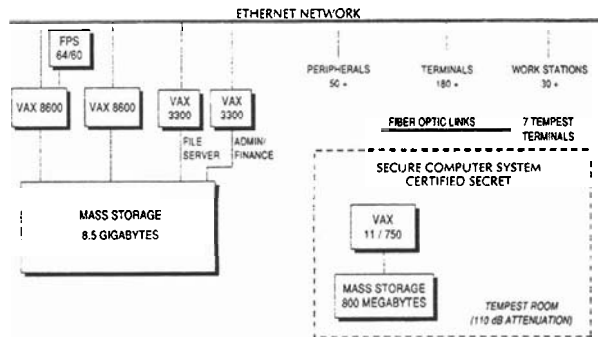 ETHERNET NETWORK
FPS
64/60
VAX 8600
VAX 8600
VAX
3300
VAX
3300
FILE
SERVER
ADMIN/
FINANCE
MASS STORAGE
8.5 GIGABYTES
PERIPHERALS
50 +
TERMINALS
180 +
WORK STATIONS
30 +
FIBER OPTIC LINKS
7 TEMPEST
TERMINALS
SECURE COMPUTER SYSTEM
CERTIFIED SECRET
VAX
11 / 750
MASS STORAGE
800 MEGABYTES
TEMPEST ROOM
(110 dB ATTENUATION)